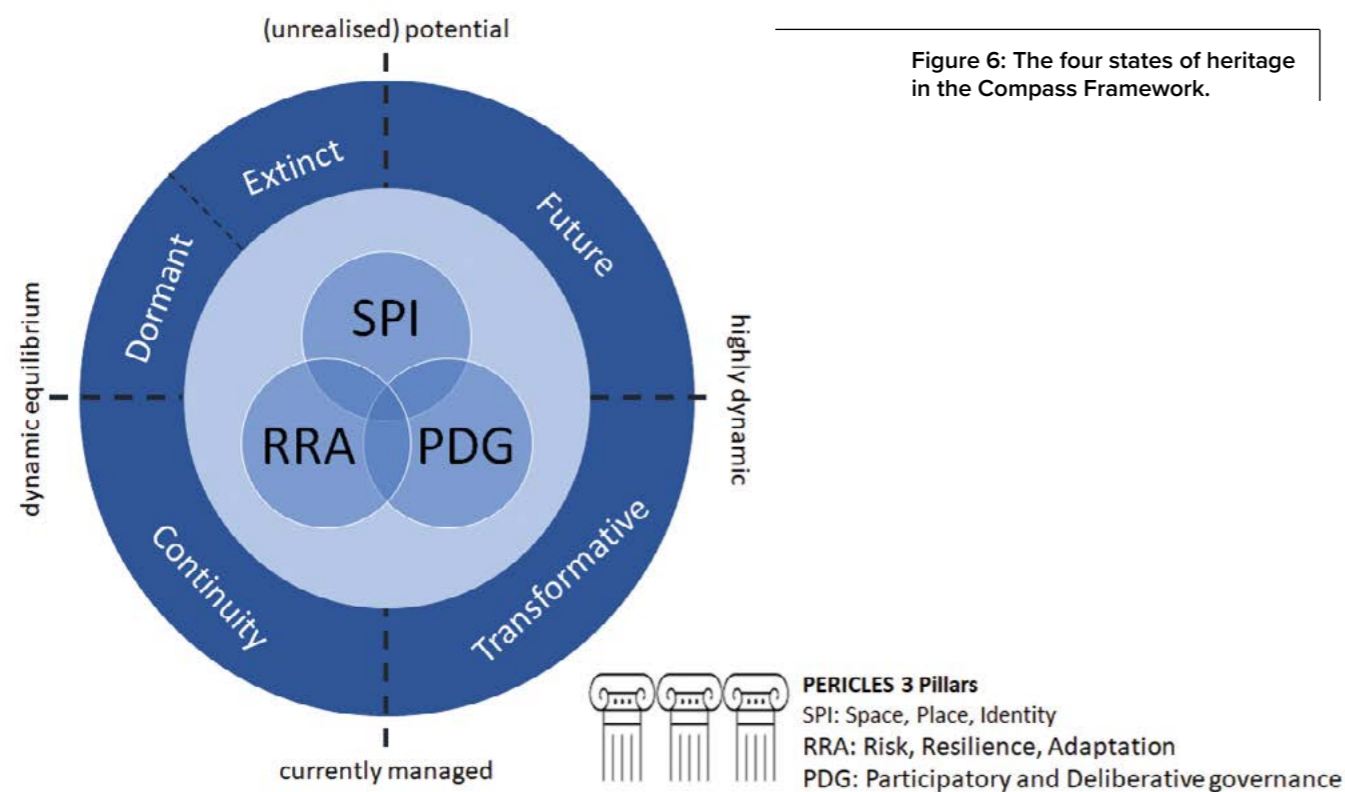 (unrealised) potential
Figure 6: The four states of heritage
in the Compass Framework.
Extinct
Future
Dormant
dynamic equilibrium
highly dynamic
SPI
RRA
PDG
Continuity
Transformative
currently managed
PERICLES 3 Pillars
SPI: Space, Place, Identity
RRA: Risk, Resilience, Adaptation
PDG: Participatory and Deliberative governance